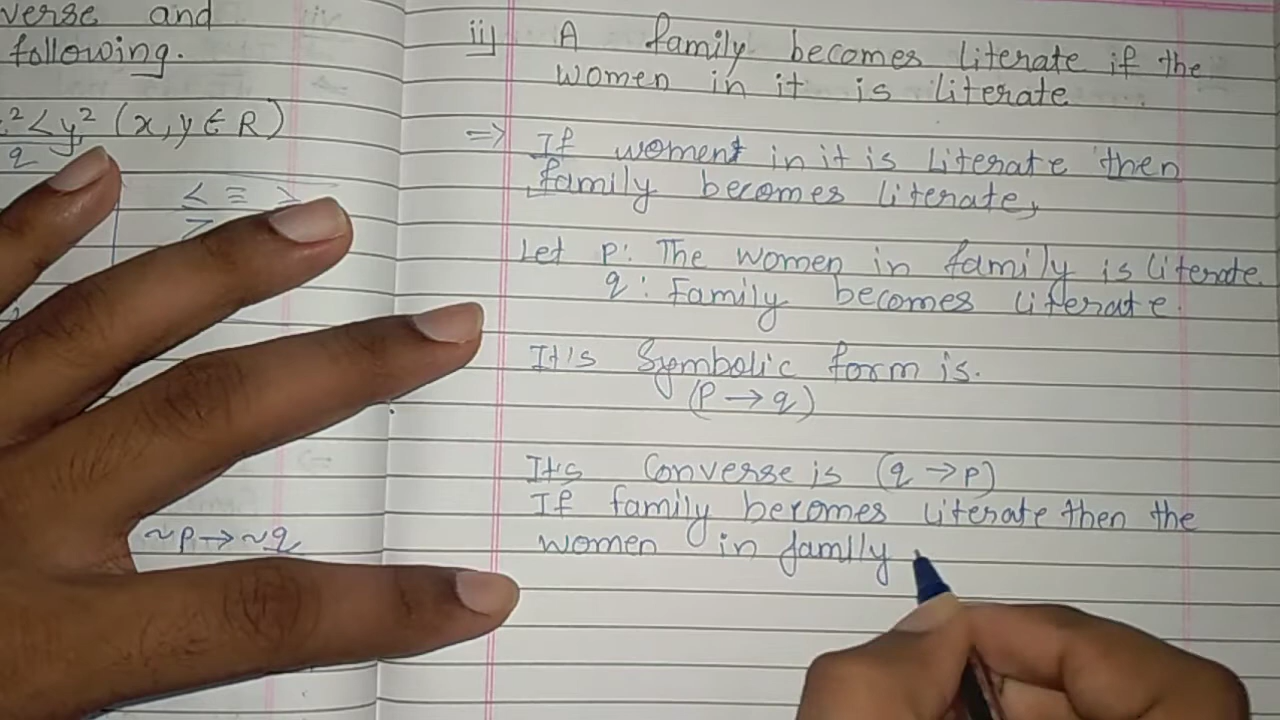 verse and
following.
² < y² (x, y ∈ R)
q
< ≡ >
~p → ~q
ii) A family becomes literate if the
women in it is literate
=> If woment in it is literate then
family becomes literate,
Let p: The women in family is literate.
q: Family becomes literate.
It's Symbolic form is.
(p → q)
It's Converse is (q → p)
If family becomes literate then the
women in family